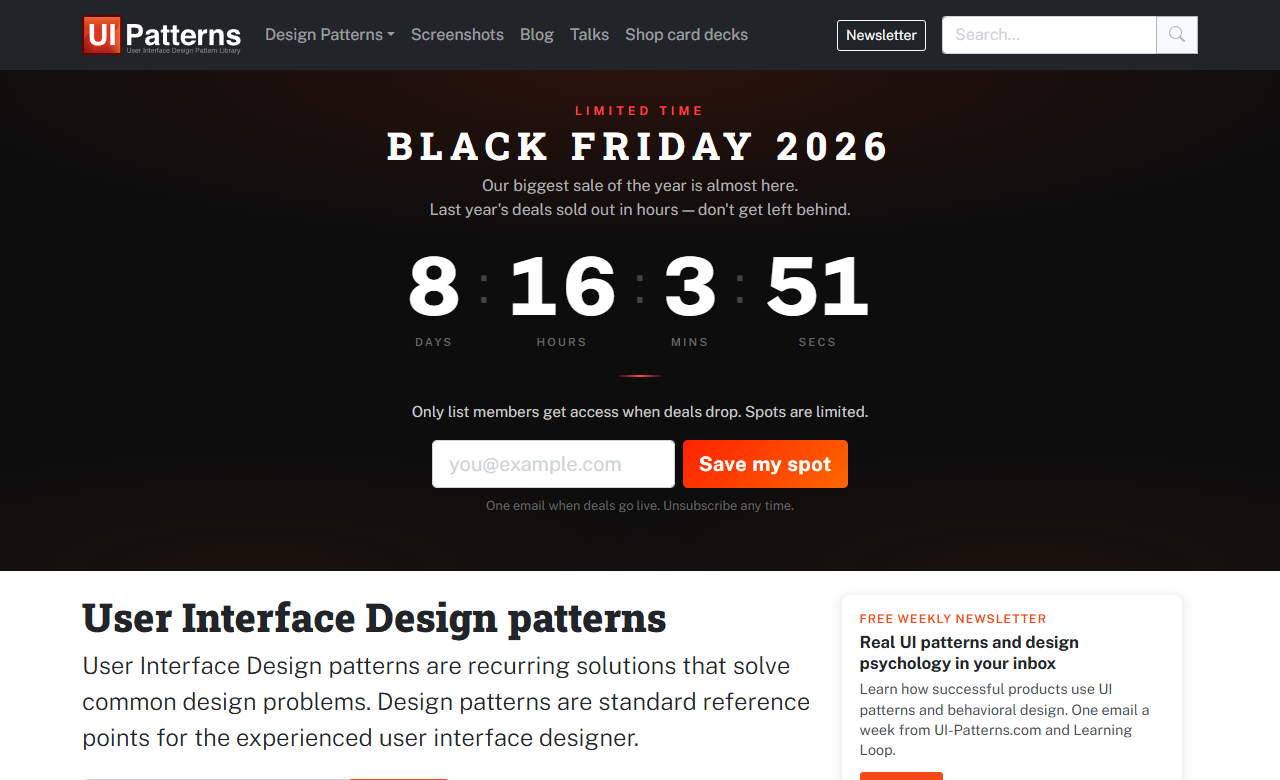 UI Patterns
User Interface Design Pattern Library
Design Patterns
Screenshots
Blog
Talks
Shop card decks
Newsletter
Search...
LIMITED TIME
BLACK FRIDAY 2026
Our biggest sale of the year is almost here.
Last year's deals sold out in hours — don't get left behind.
8 : 16 : 3 : 51
DAYS HOURS MINS SECS
Only list members get access when deals drop. Spots are limited.
you@example.com
Save my spot
One email when deals go live. Unsubscribe any time.
User Interface Design patterns
User Interface Design patterns are recurring solutions that solve
common design problems. Design patterns are standard reference
points for the experienced user interface designer.
FREE WEEKLY NEWSLETTER
Real UI patterns and design
psychology in your inbox
Learn how successful products use UI
patterns and behavioral design. One email a
week from UI-Patterns.com and Learning
Loop.